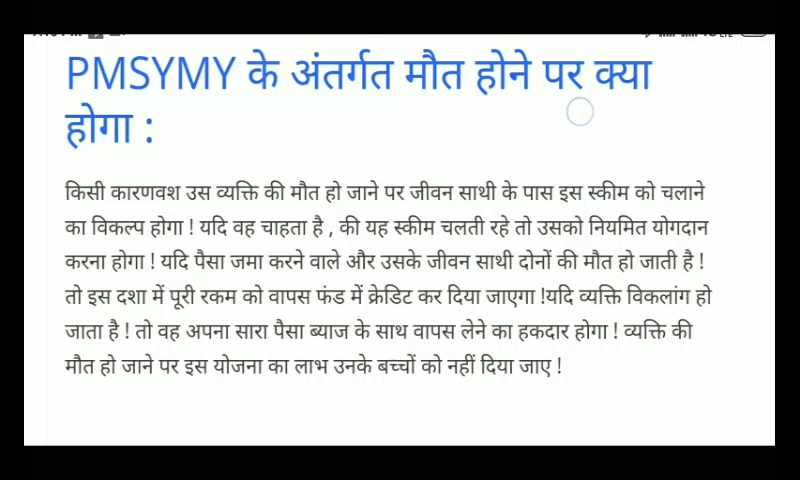 PMSYMY के अंतर्गत मौत होने पर क्या
होगा :
किसी कारणवश उस व्यक्ति की मौत हो जाने पर जीवन साथी के पास इस स्कीम को चलाने
का विकल्प होगा ! यदि वह चाहता है , की यह स्कीम चलती रहे तो उसको नियमित योगदान
करना होगा ! यदि पैसा जमा करने वाले और उसके जीवन साथी दोनों की मौत हो जाती है !
तो इस दशा में पूरी रकम को वापस फंड में क्रेडिट कर दिया जाएगा !यदि व्यक्ति विकलांग हो
जाता है ! तो वह अपना सारा पैसा ब्याज के साथ वापस लेने का हकदार होगा ! व्यक्ति की
मौत हो जाने पर इस योजना का लाभ उनके बच्चों को नहीं दिया जाए !